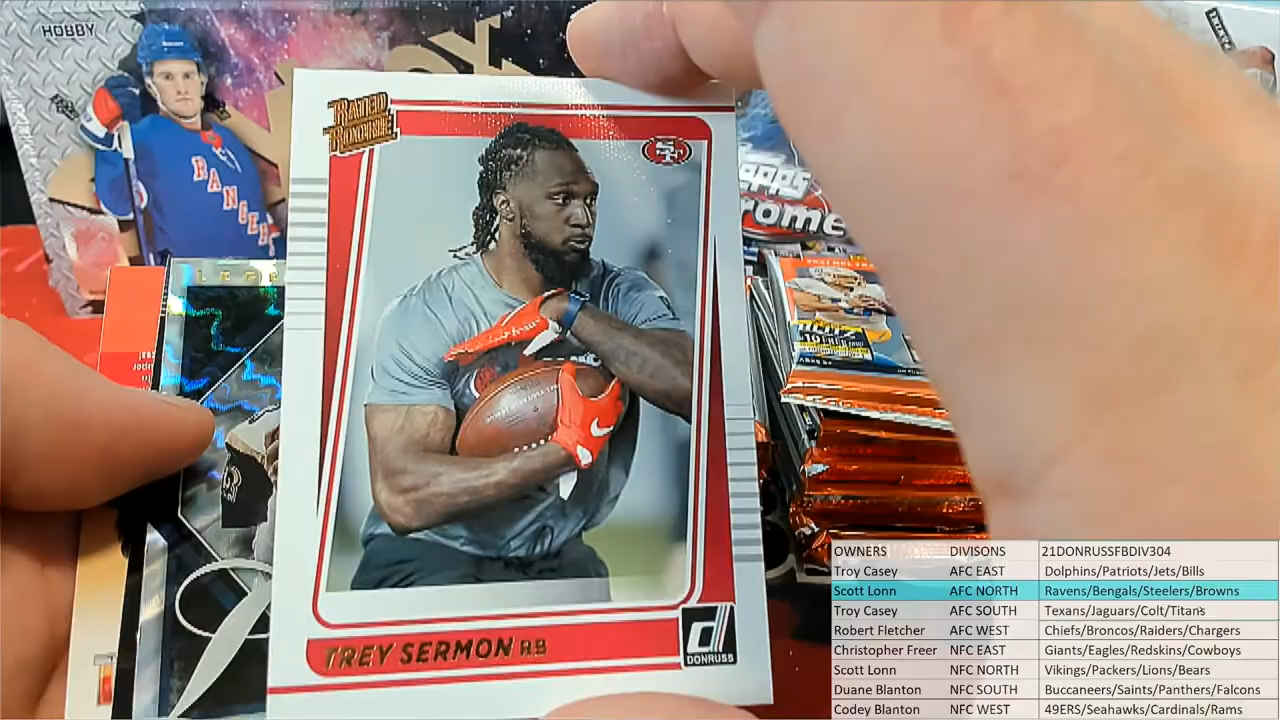 HOBBY
RANGER
RATED
ROOKIE
SF
Topps
rome
TREY SERMON RB
DONRUSS
OWNERS DIVISONS 21DONRUSSFBDIV304
Troy Casey AFC EAST Dolphins/Patriots/Jets/Bills
Scott Lonn AFC NORTH Ravens/Bengals/Steelers/Browns
Troy Casey AFC SOUTH Texans/Jaguars/Colt/Titans
Robert Fletcher AFC WEST Chiefs/Broncos/Raiders/Chargers
Christopher Freer NFC EAST Giants/Eagles/Redskins/Cowboys
Scott Lonn NFC NORTH Vikings/Packers/Lions/Bears
Duane Blanton NFC SOUTH Buccaneers/Saints/Panthers/Falcons
Codey Blanton NFC WEST 49ERS/Seahawks/Cardinals/Rams